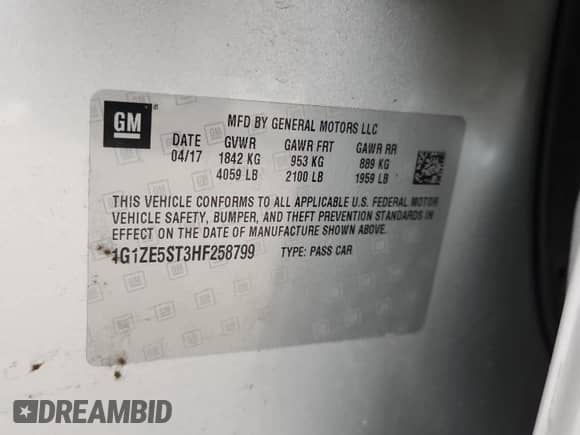 GM
MFD BY GENERAL MOTORS LLC
DATE GVWR GAWR FRT GAWR RR
04/17 1842 KG 953 KG 889 KG
4059 LB 2100 LB 1959 LB
THIS VEHICLE CONFORMS TO ALL APPLICABLE U.S. FEDERAL MOTOR
VEHICLE SAFETY, BUMPER, AND THEFT PREVENTION STANDARDS IN
EFFECT ON THE DATE OF MANUFACTURE SHOWN ABOVE.
1G1ZE5ST3HF258799 TYPE: PASS CAR
DREAMBID